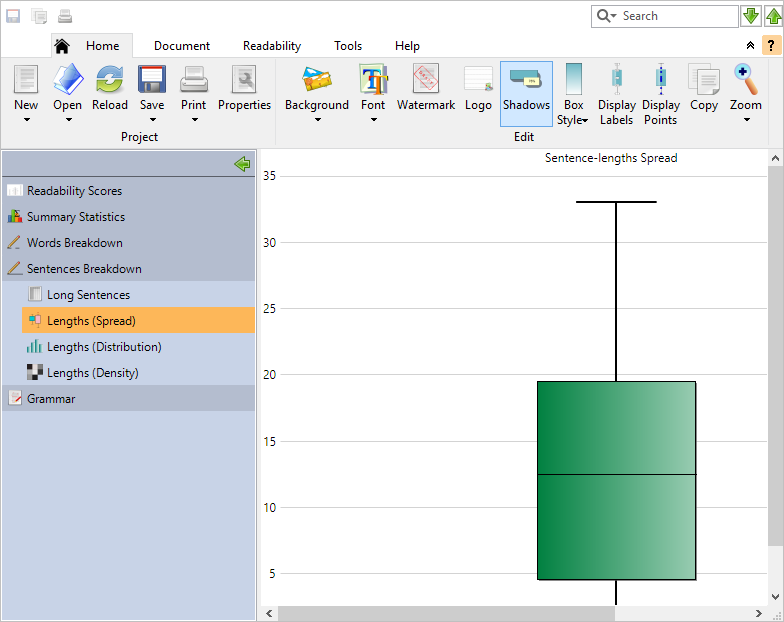 Search
Home Document Readability Tools Help
?
New Open Reload Save Print Properties Background Font Watermark Logo Shadows Box Style Display Labels Display Points Copy Zoom
Project Edit
Readability Scores
Summary Statistics
Words Breakdown
Sentences Breakdown
Long Sentences
Lengths (Spread)
Lengths (Distribution)
Lengths (Density)
Grammar
Sentence-lengths Spread
35
30
25
20
15
10
5